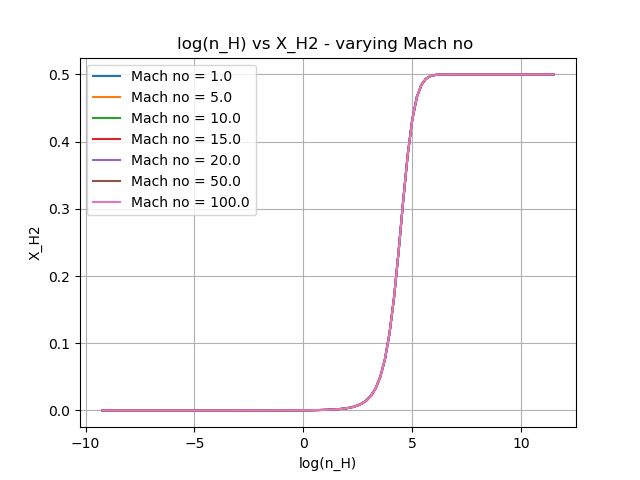 log(n_H) vs X_H2 - varying Mach no
Mach no = 1.0
Mach no = 5.0
Mach no = 10.0
Mach no = 15.0
Mach no = 20.0
Mach no = 50.0
Mach no = 100.0
0.5
0.4
0.3
0.2
0.1
0.0
X_H2
−10
−5
0
5
10
log(n_H)